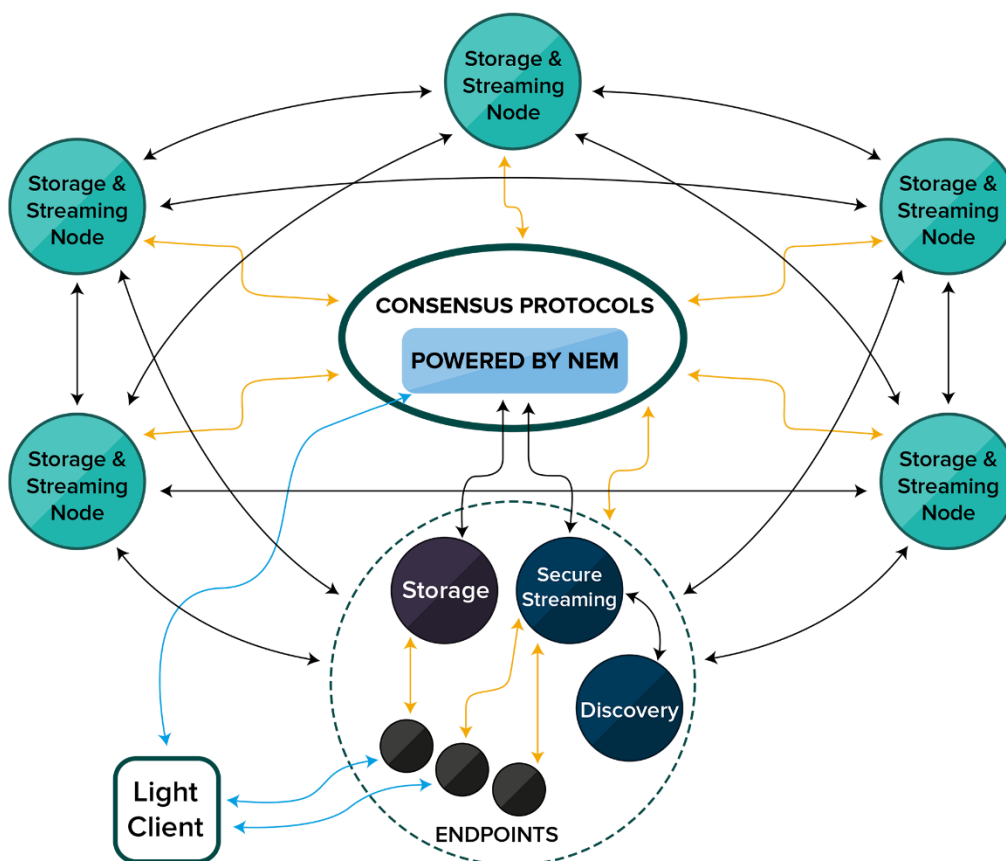 Storage &
Streaming
Node
Storage &
Streaming
Node
Storage &
Streaming
Node
CONSENSUS PROTOCOLS
POWERED BY NEM
Storage &
Streaming
Node
Storage &
Streaming
Node
Storage
Secure
Streaming
Discovery
Light
Client
ENDPOINTS